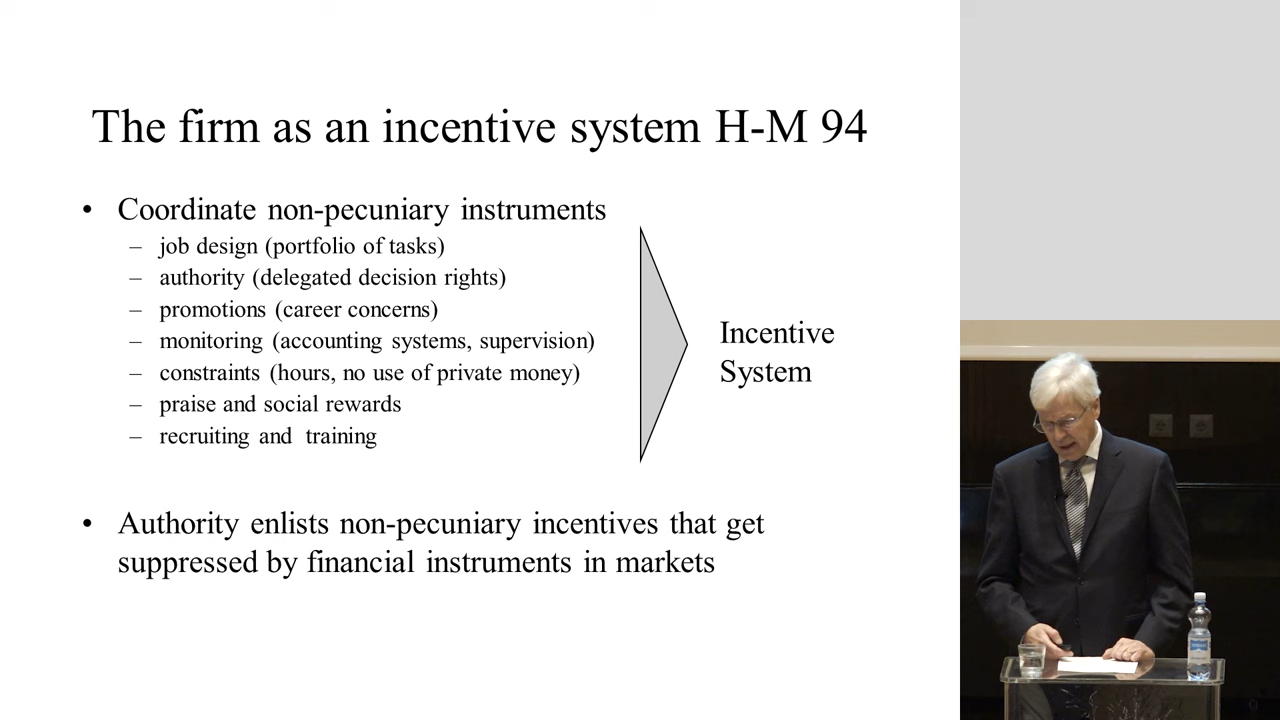 The firm as an incentive system H-M 94
• Coordinate non-pecuniary instruments
– job design (portfolio of tasks)
– authority (delegated decision rights)
– promotions (career concerns)
– monitoring (accounting systems, supervision)
– constraints (hours, no use of private money)
– praise and social rewards
– recruiting and training
Incentive
System
• Authority enlists non-pecuniary incentives that get
suppressed by financial instruments in markets